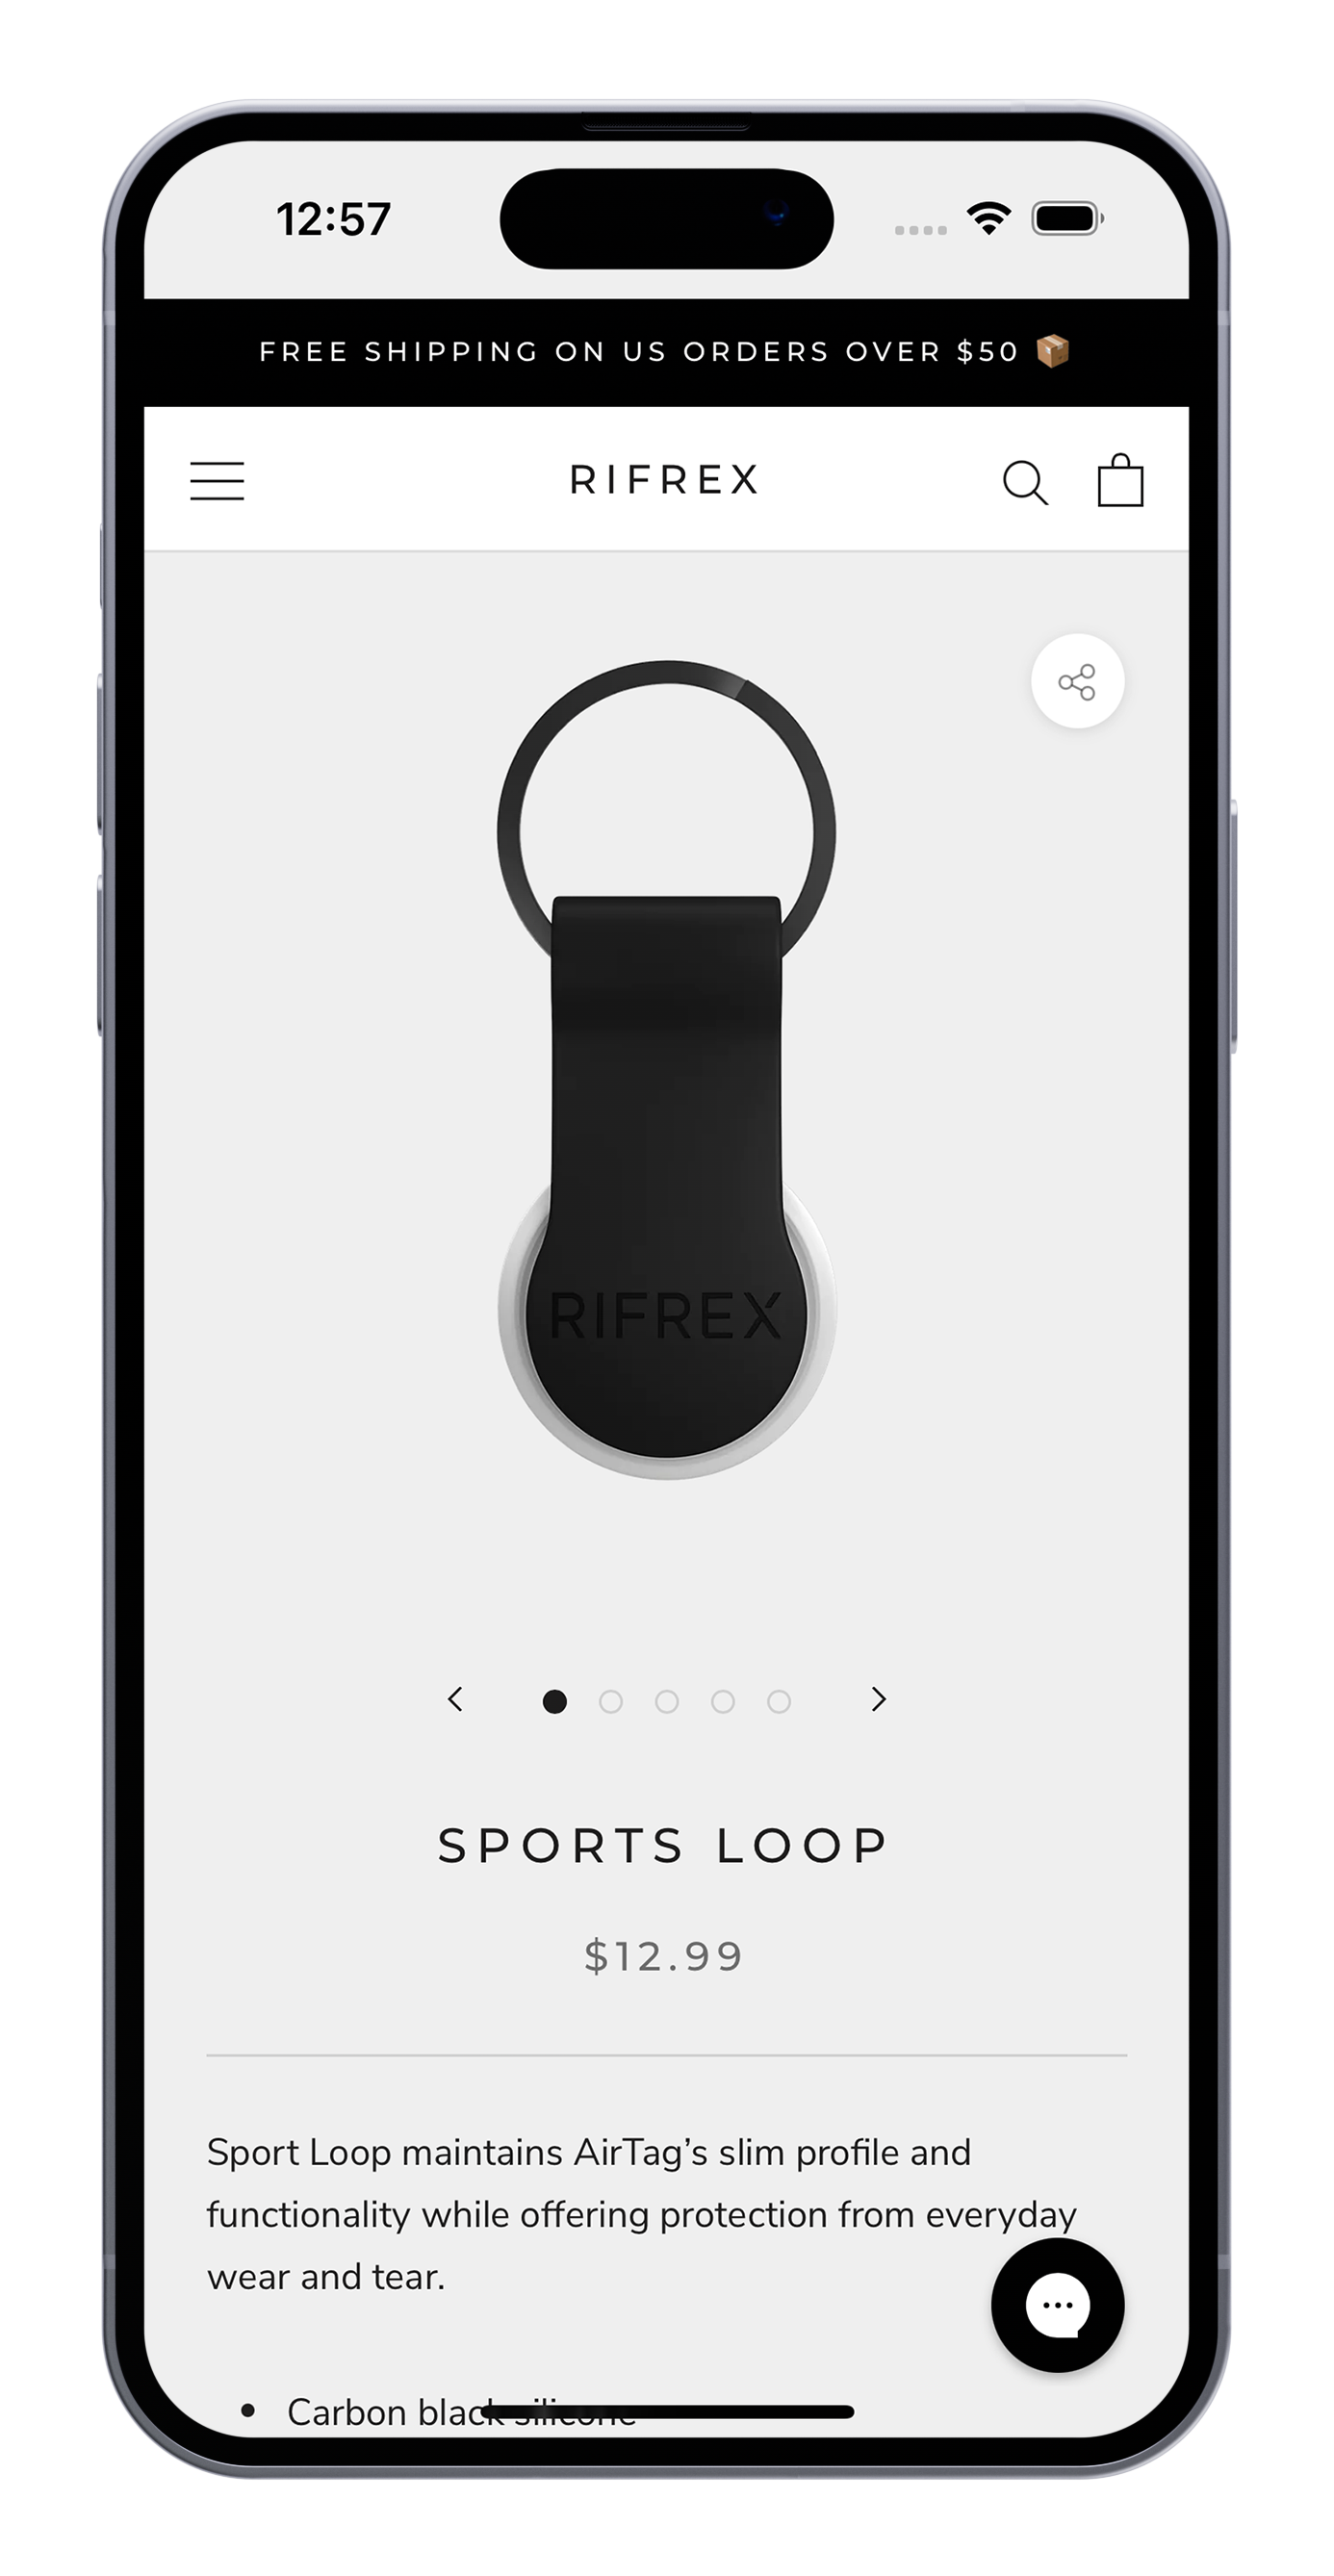 12:57
FREE SHIPPING ON US ORDERS OVER $50 📦
RIFREX
RIFREX
SPORTS LOOP
$12.99
Sport Loop maintains AirTag’s slim profile and
functionality while offering protection from everyday
wear and tear.
• Carbon black silicone